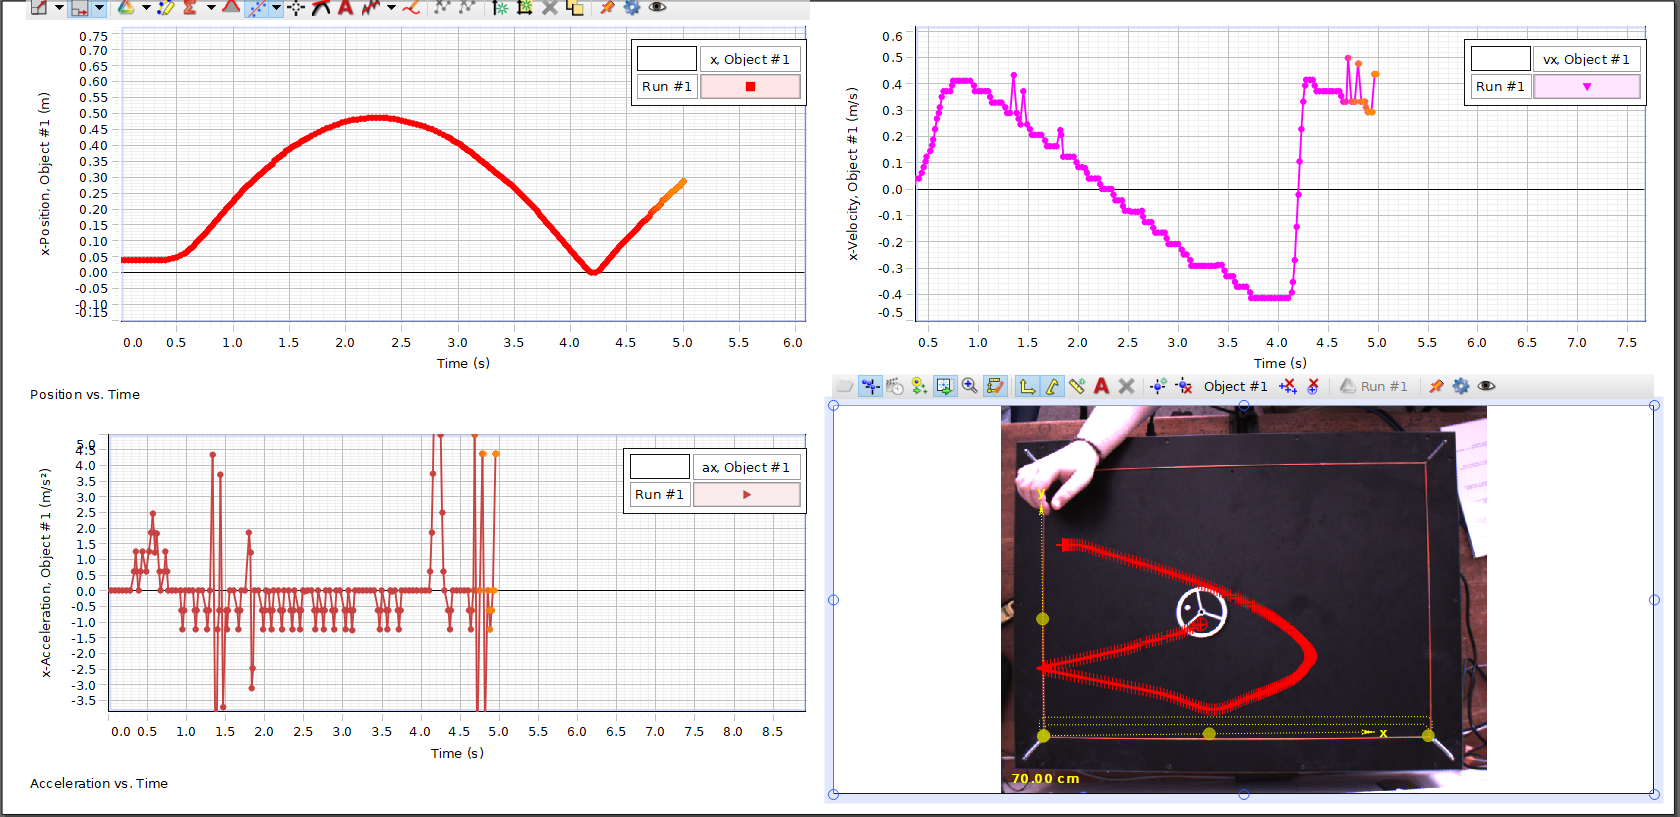 0.75
0.70
0.65
0.60
0.55
0.50
0.45
0.40
0.35
0.30
0.25
0.20
0.15
0.10
0.05
0.00
-0.05
-0.10
-0.15
x-Position, Object #1 (m)
x, Object #1
Run #1
0.0 0.5 1.0 1.5 2.0 2.5 3.0 3.5 4.0 4.5 5.0 5.5 6.0
Time (s)
Position vs. Time
0.6
0.5
0.4
0.3
0.2
0.1
0.0
-0.1
-0.2
-0.3
-0.4
-0.5
x-Velocity, Object #1 (m/s)
vx, Object #1
Run #1
0.5 1.0 1.5 2.0 2.5 3.0 3.5 4.0 4.5 5.0 5.5 6.0 6.5 7.0 7.5
Time (s)
5.0
4.5
4.0
3.5
3.0
2.5
2.0
1.5
1.0
0.5
0.0
-0.5
-1.0
-1.5
-2.0
-2.5
-3.0
-3.5
x-Acceleration, Object #1 (m/s²)
ax, Object #1
Run #1
0.0 0.5 1.0 1.5 2.0 2.5 3.0 3.5 4.0 4.5 5.0 5.5 6.0 6.5 7.0 7.5 8.0 8.5
Time (s)
Acceleration vs. Time
Object #1
Run #1
y
x
70.00 cm